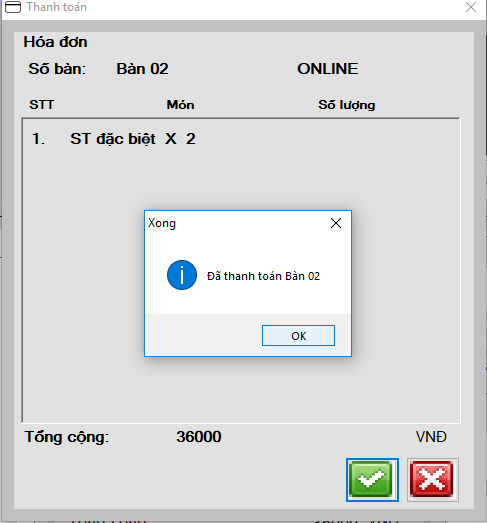 Thanh toán
Hóa đơn
Số bàn: Bàn 02 ONLINE
STT Món Số lượng
1. ST đặc biệt X 2
Xong
Đã thanh toán Bàn 02
OK
Tổng cộng: 36000 VNĐ